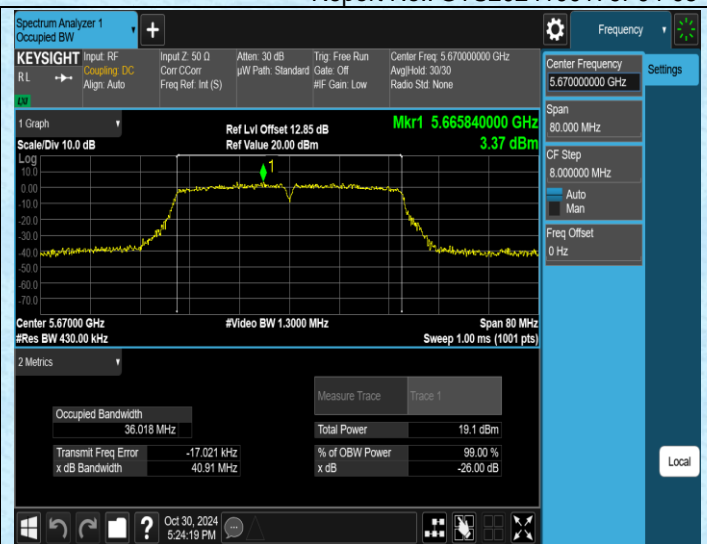 Spectrum Analyzer 1
Occupied BW
+
Frequency
KEYSIGHT
RL
Input: RF
Coupling: DC
Align: Auto
Input Z: 50 Ω
Corr CCorr
Freq Ref: Int (S)
Atten: 30 dB
µW Path: Standard
Trig: Free Run
Gate: Off
#IF Gain: Low
Center Freq: 5.670000000 GHz
Avg|Hold: 30/30
Radio Std: None
1 Graph
Scale/Div 10.0 dB
Ref Lvl Offset 12.85 dB
Ref Value 20.00 dBm
Mkr1 5.665840000 GHz
3.37 dBm
Log
10.0
0.00
-10.0
-20.0
-30.0
-40.0
-50.0
-60.0
-70.0
1
Center 5.67000 GHz
#Res BW 430.00 kHz
#Video BW 1.3000 MHz
Span 80 MHz
Sweep 1.00 ms (1001 pts)
2 Metrics
Measure Trace Trace 1
Occupied Bandwidth
36.018 MHz
Total Power 19.1 dBm
Transmit Freq Error -17.021 kHz
% of OBW Power 99.00 %
x dB Bandwidth 40.91 MHz
x dB -26.00 dB
Center Frequency
5.670000000 GHz
Settings
Span
80.000 MHz
CF Step
8.000000 MHz
Auto
Man
Freq Offset
0 Hz
Local
?
Oct 30, 2024
5:24:19 PM